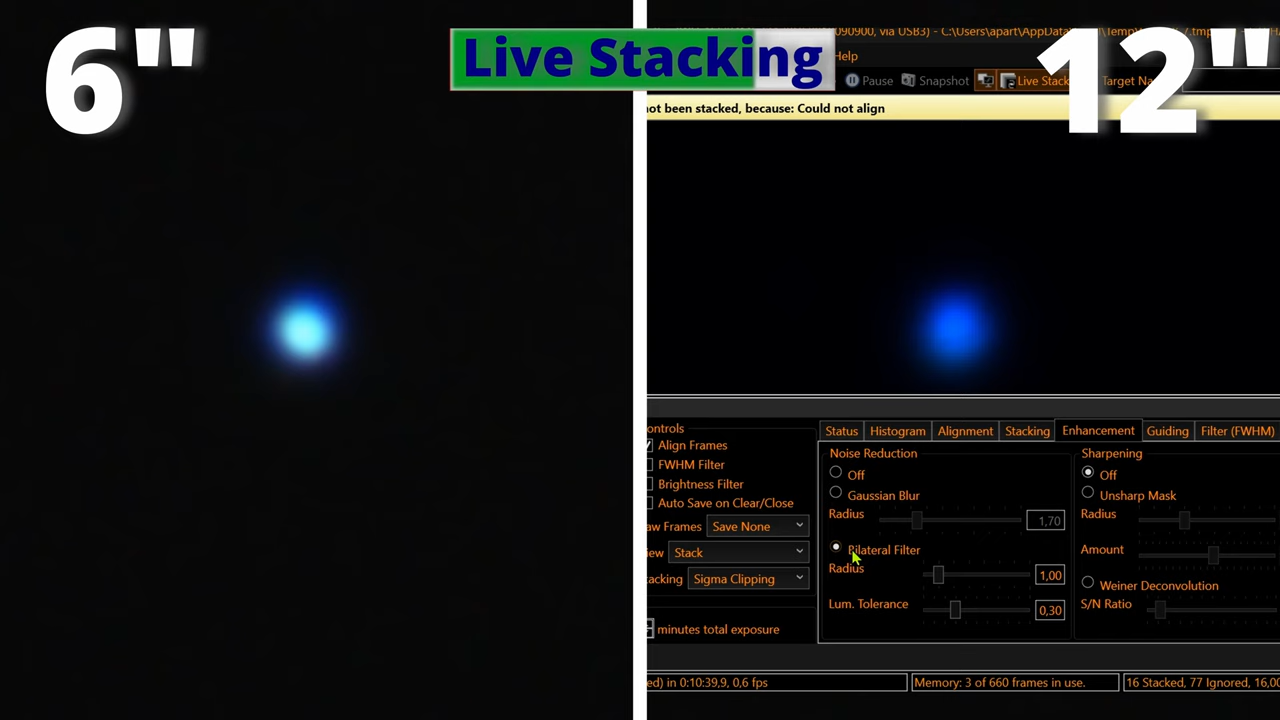 6"
Live Stacking
12"
090900, via USB3) - C:\Users\apart\AppData
Help
Pause Snapshot Live Stack Target
not been stacked, because: Could not align
ontrols
Align Frames
FWHM Filter
Brightness Filter
Auto Save on Clear/Close
aw Frames Save None
iew Stack
tacking Sigma Clipping
minutes total exposure
Status Histogram Alignment Stacking Enhancement Guiding Filter (FWHM)
Noise Reduction
Off
Gaussian Blur
Radius 1,70
Bilateral Filter
Radius 1,00
Lum. Tolerance 0,30
Sharpening
Off
Unsharp Mask
Radius
Amount
Weiner Deconvolution
S/N Ratio
ed) in 0:10:39,9, 0,6 fps
Memory: 3 of 660 frames in use.
16 Stacked, 77 Ignored, 16,00